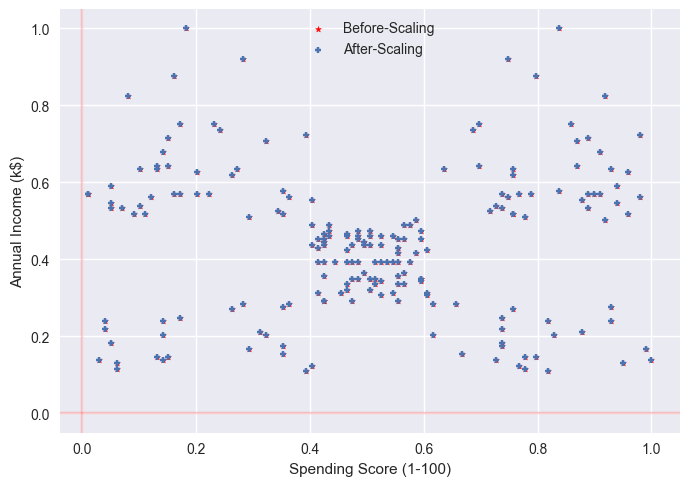 Before-Scaling
After-Scaling
1.0
0.8
0.6
0.4
0.2
0.0
Annual Income (k$)
0.0 0.2 0.4 0.6 0.8 1.0
Spending Score (1-100)